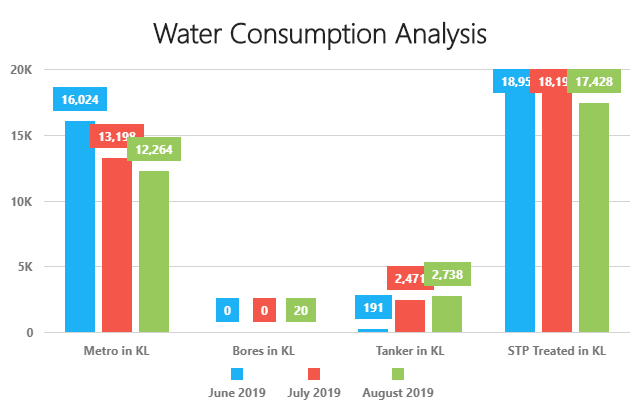 Water Consumption Analysis
20K
15K
10K
5K
0
16,024
13,198
12,264
0
0
20
191
2,471
2,738
17,428
Metro in KL
Bores in KL
Tanker in KL
STP Treated in KL
June 2019
July 2019
August 2019